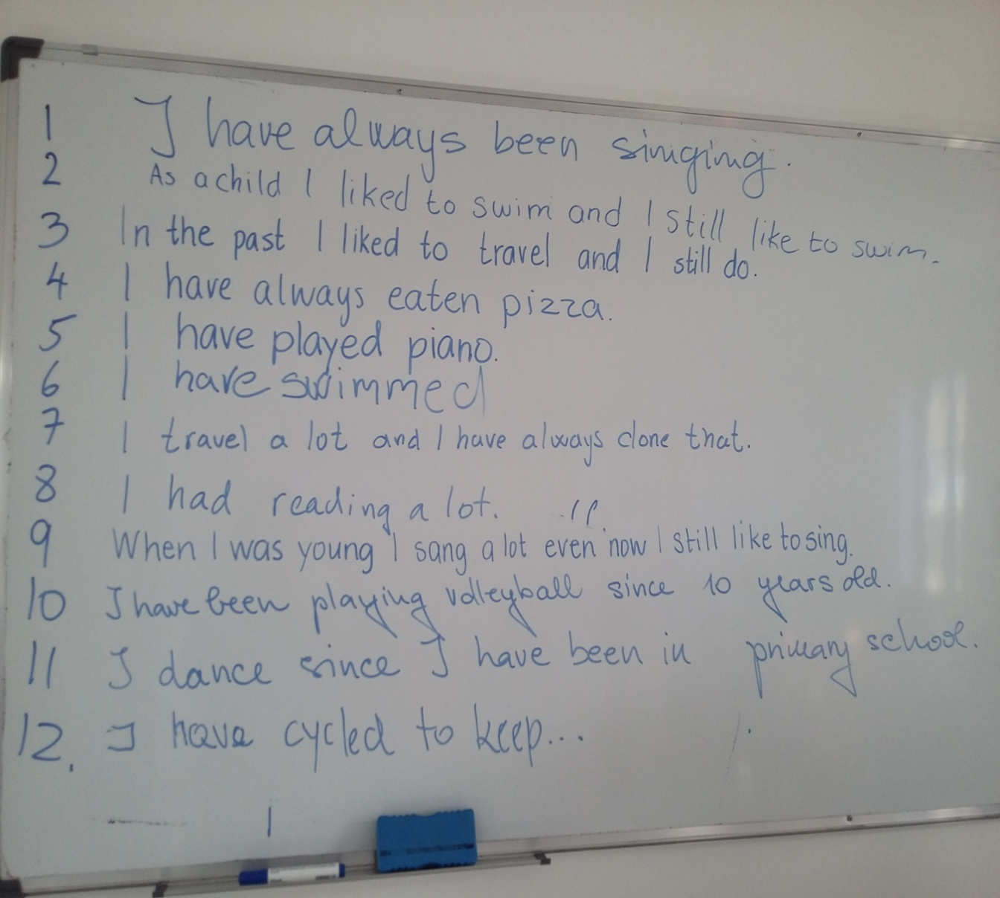 1 I have always been singing.
2 As a child I liked to swim and I still like to swim.
3 In the past I liked to travel and I still do.
4 I have always eaten pizza.
5 I have played piano.
6 I have swimmed
7 I travel a lot and I have always done that.
8 I had reading a lot.
9 When I was young I sang a lot even now I still like to sing.
10 I have been playing volleyball since 10 years old.
11 I dance since I have been in primary school.
12. I have cycled to keep...